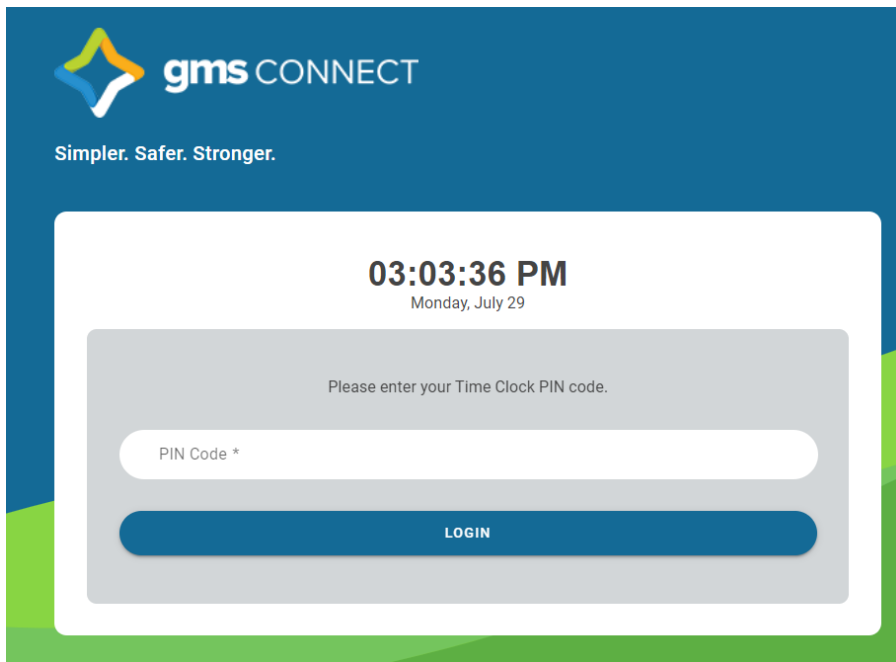 gms CONNECT
Simpler. Safer. Stronger.
03:03:36 PM
Monday, July 29
Please enter your Time Clock PIN code.
PIN Code *
LOGIN